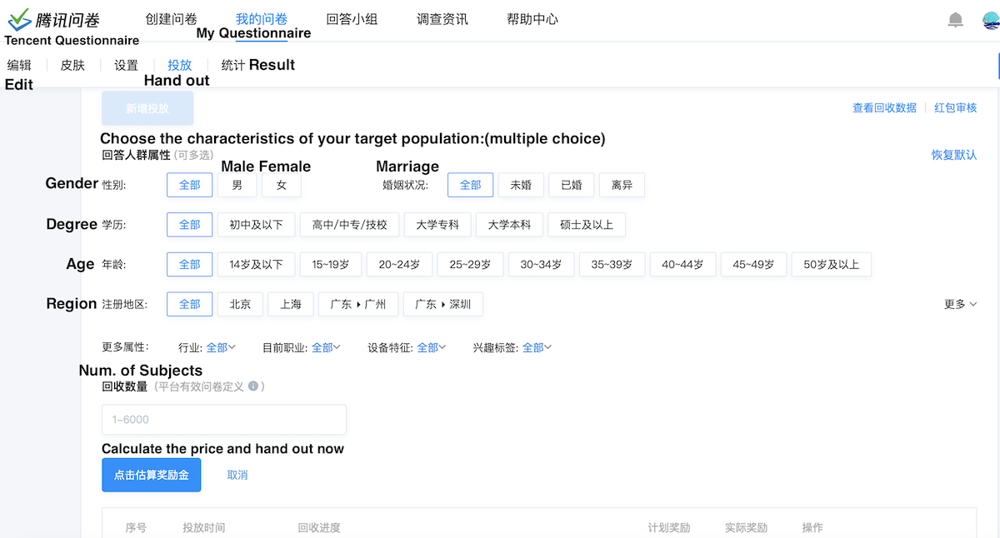 腾讯问卷 创建问卷 我的问卷 回答小组 调查资讯 帮助中心
Tencent Questionnaire My Questionnaire
编辑 皮肤 设置 投放 统计 Result
Edit Hand out
新增投放 查看回收数据 红包审核
Choose the characteristics of your target population:(multiple choice)
回答人群属性 (可多选) 恢复默认
Male Female Marriage
Gender 性别: 全部 男 女 婚姻状况: 全部 未婚 已婚 离异
Degree 学历: 全部 初中及以下 高中/中专/技校 大学专科 大学本科 硕士及以上
Age 年龄: 全部 14岁及以下 15~19岁 20~24岁 25~29岁 30~34岁 35~39岁 40~44岁 45~49岁 50岁及以上
Region 注册地区: 全部 北京 上海 广东 ▸ 广州 广东 ▸ 深圳 更多
更多属性: 行业: 全部 目前职业: 全部 设备特征: 全部 兴趣标签: 全部
Num. of Subjects
回收数量 (平台有效问卷定义 i )
1–6000
Calculate the price and hand out now
点击估算奖励金 取消
序号 投放时间 回收进度 计划奖励 实际奖励 操作